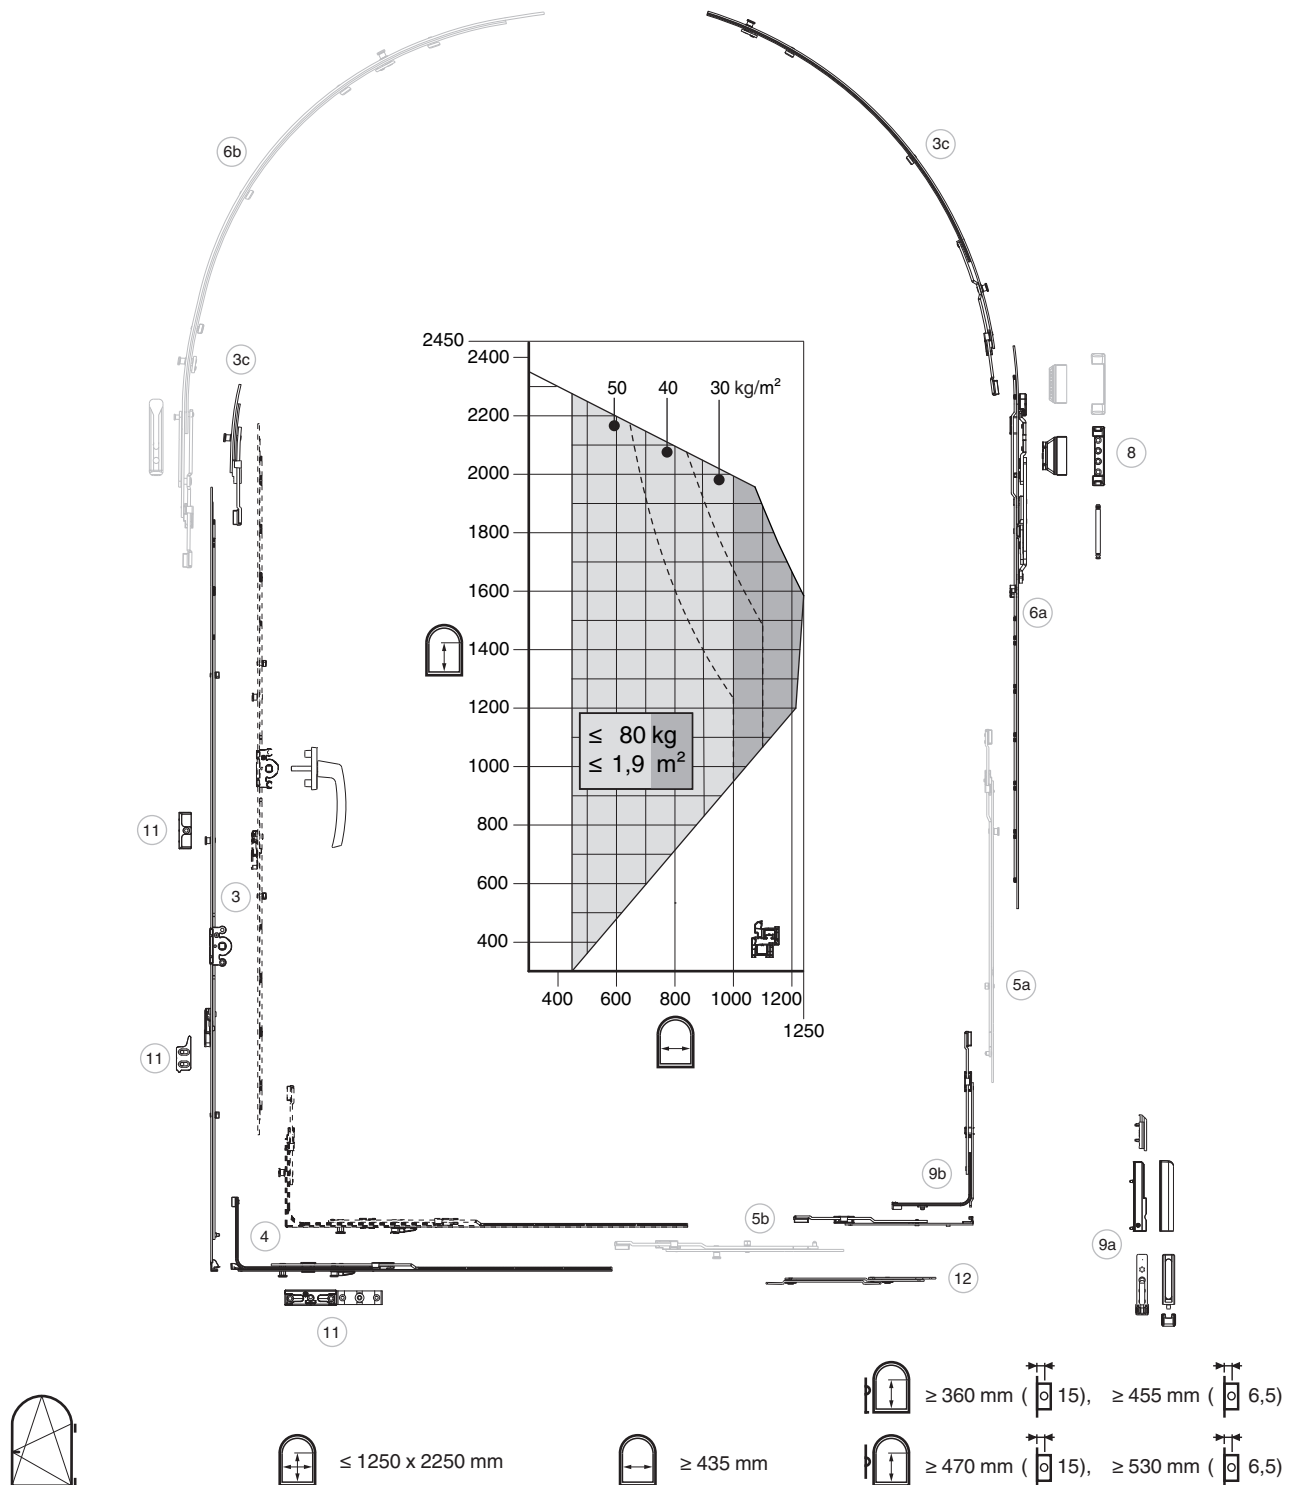 6b
3c
3c
2450
2400
50 40 30 kg/m²
2200
8
2000
1800
1600
6a
1400
1200
≤ 80 kg
≤ 1,9 m²
1000
11
800
3
600
400
5a
400 600 800 1000 1200
1250
11
9b
5b
4
9a
12
11
≥ 360 mm ( 15), ≥ 455 mm ( 6,5)
≤ 1250 x 2250 mm
≥ 435 mm
≥ 470 mm ( 15), ≥ 530 mm ( 6,5)